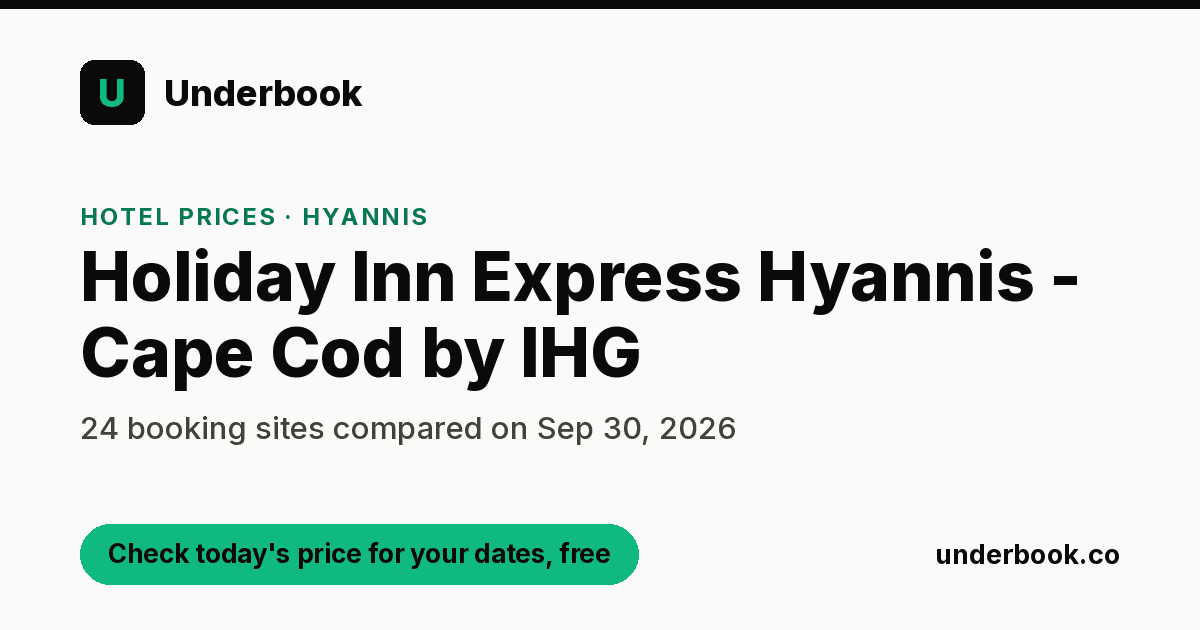 U Underbook
HOTEL PRICES · HYANNIS
Holiday Inn Express Hyannis -
Cape Cod by IHG
24 booking sites compared on Sep 30, 2026
Check today's price for your dates, free
underbook.co